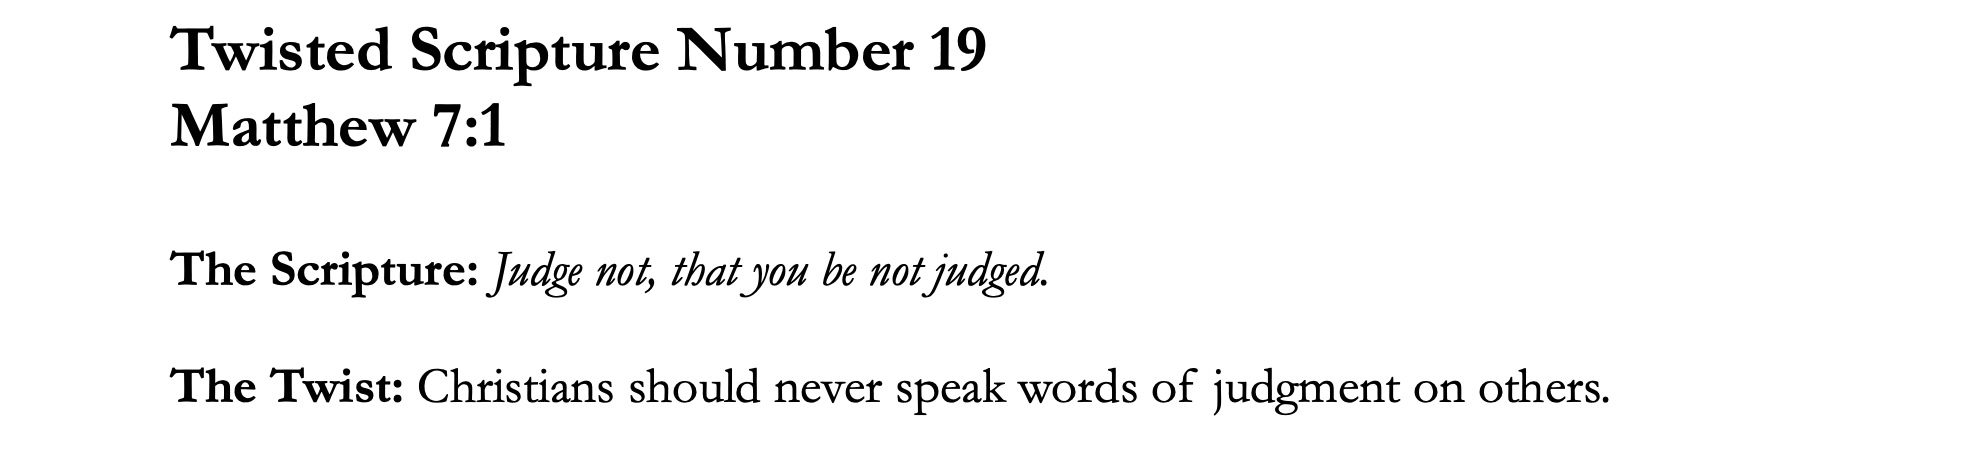 Twisted Scripture Number 19
Matthew 7:1
The Scripture: Judge not, that you be not judged.
The Twist: Christians should never speak words of judgment on others.